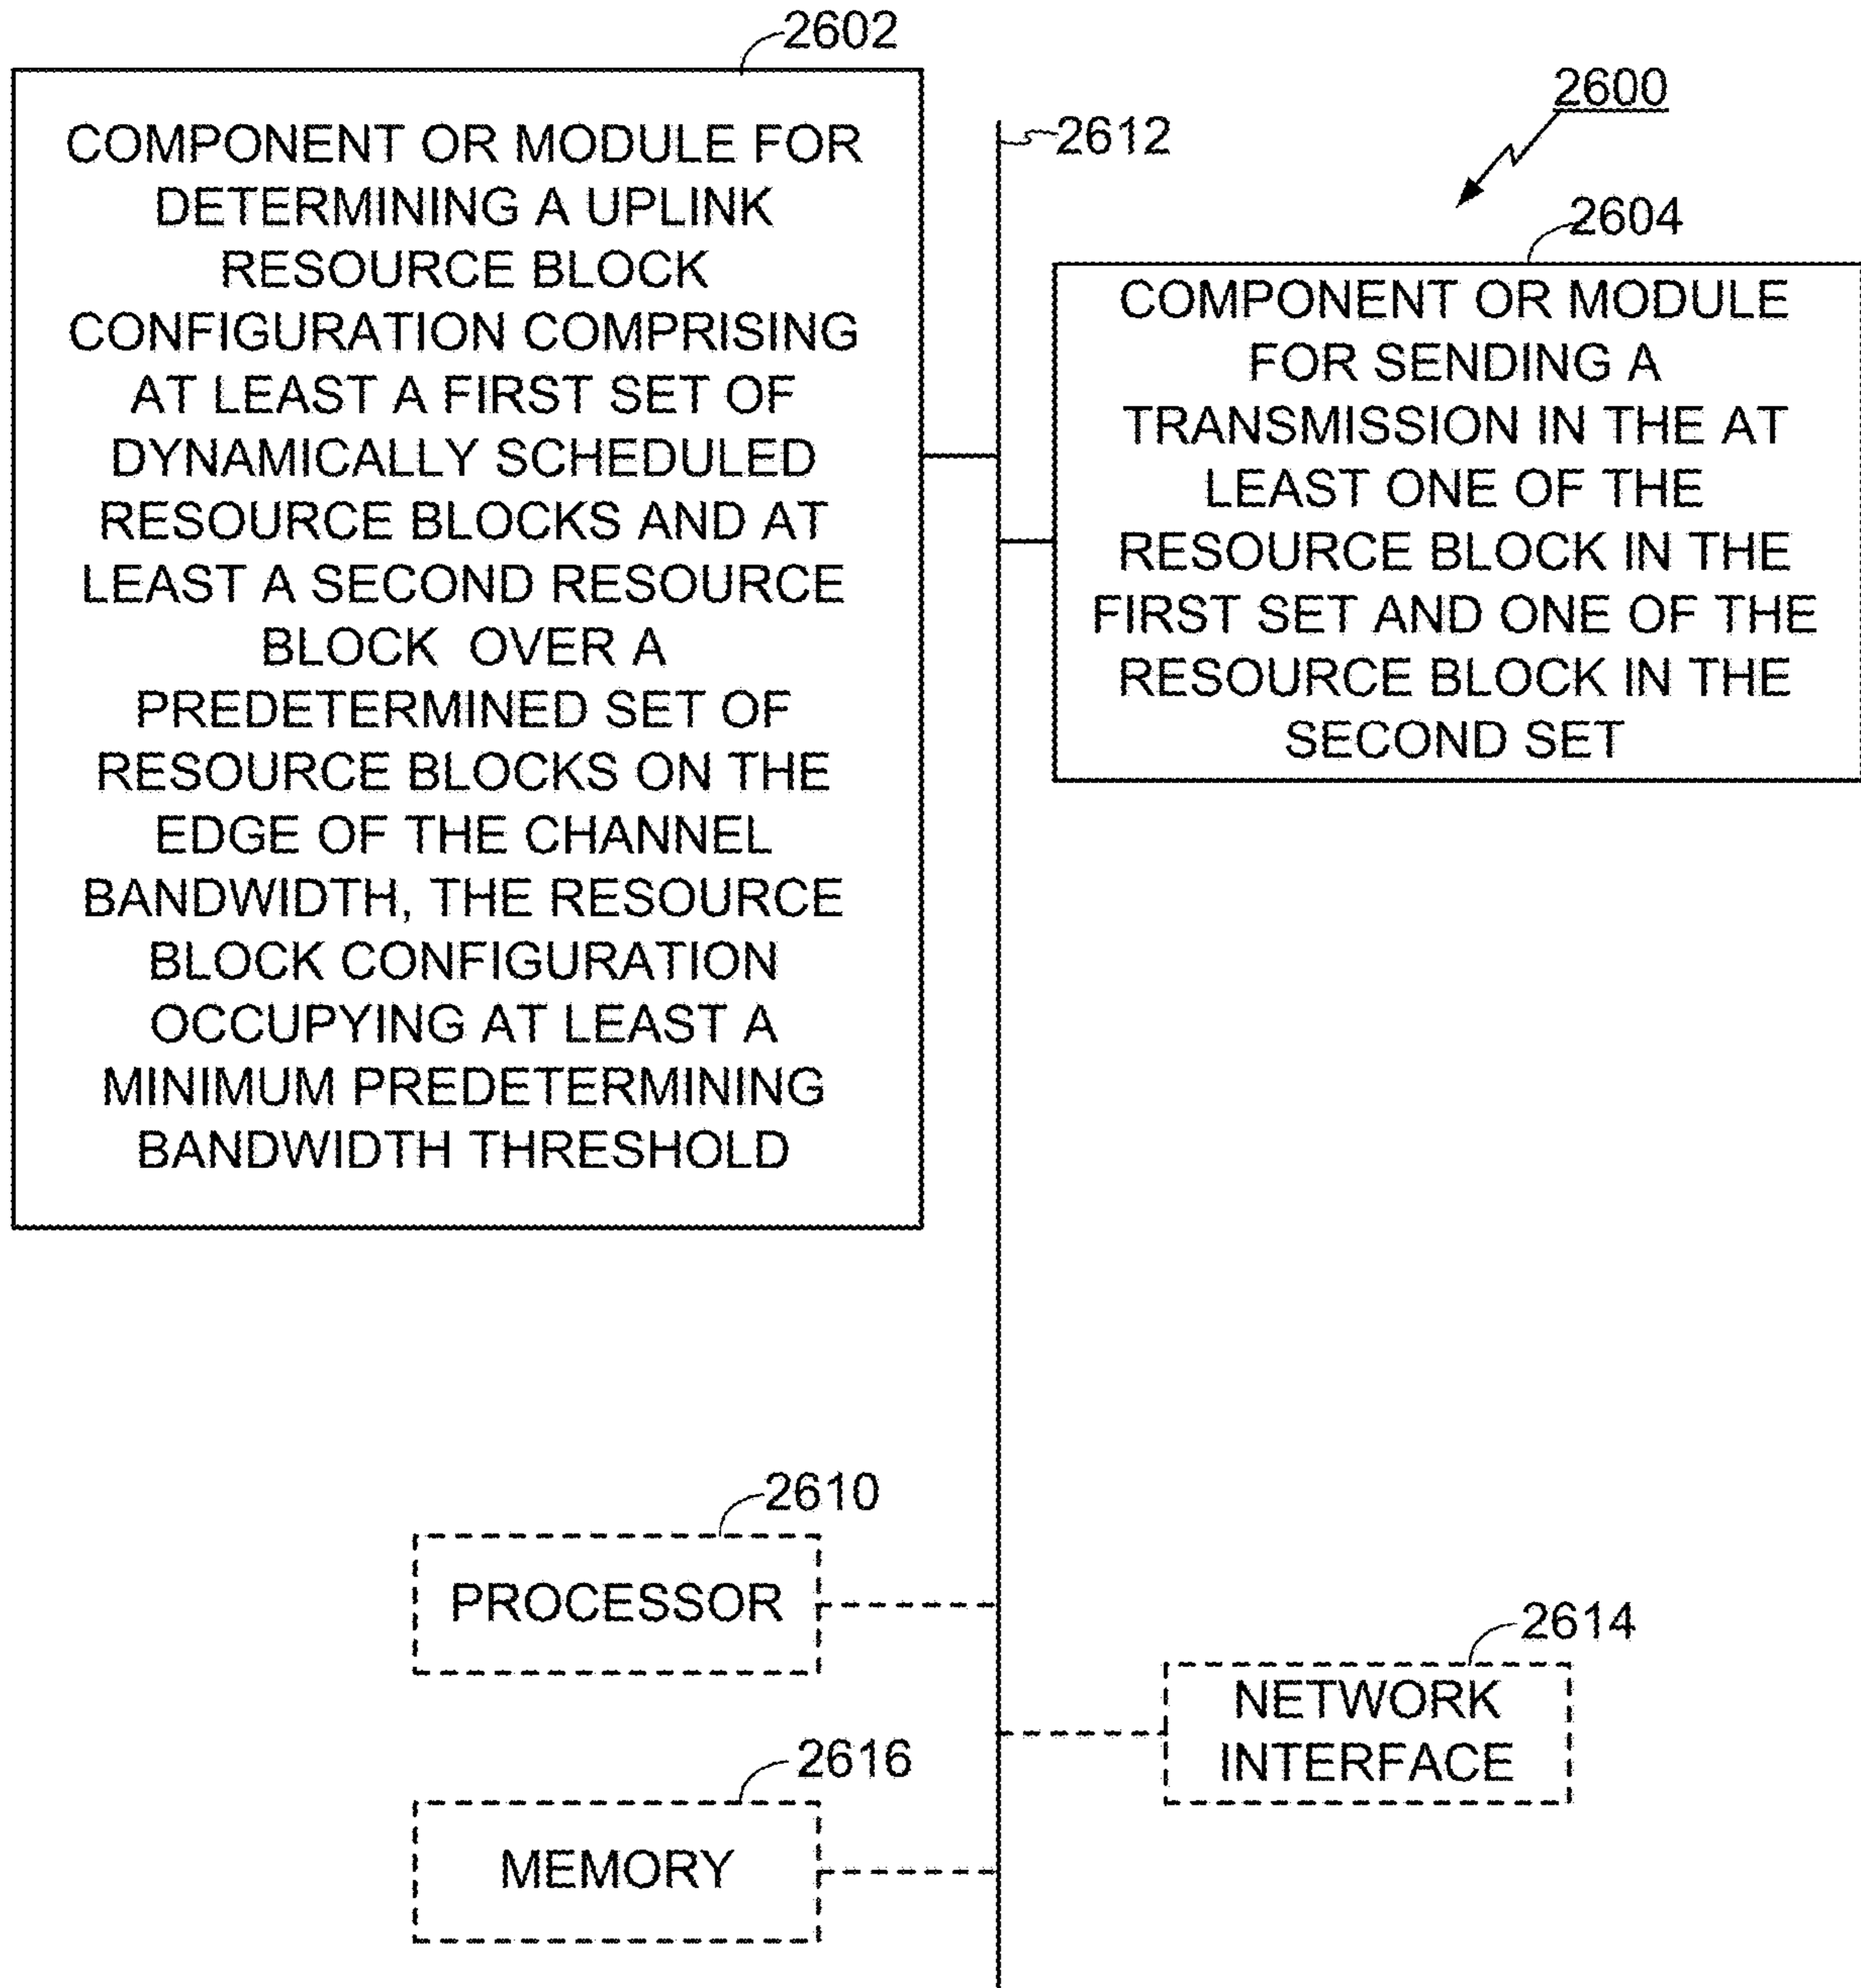 2602
COMPONENT OR MODULE FOR
DETERMINING A UPLINK
RESOURCE BLOCK
CONFIGURATION COMPRISING
AT LEAST A FIRST SET OF
DYNAMICALLY SCHEDULED
RESOURCE BLOCKS AND AT
LEAST A SECOND RESOURCE
BLOCK OVER A
PREDETERMINED SET OF
RESOURCE BLOCKS ON THE
EDGE OF THE CHANNEL
BANDWIDTH, THE RESOURCE
BLOCK CONFIGURATION
OCCUPYING AT LEAST A
MINIMUM PREDETERMINING
BANDWIDTH THRESHOLD
2612
2600
2604
COMPONENT OR MODULE
FOR SENDING A
TRANSMISSION IN THE AT
LEAST ONE OF THE
RESOURCE BLOCK IN THE
FIRST SET AND ONE OF THE
RESOURCE BLOCK IN THE
SECOND SET
2610
PROCESSOR
2614
NETWORK
INTERFACE
2616
MEMORY